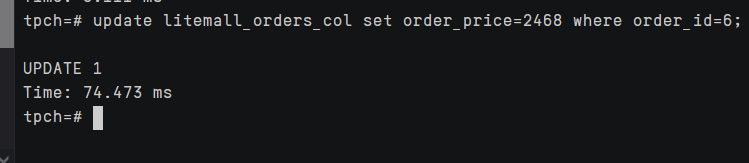 tpch=# update litemall_orders_col set order_price=2468 where order_id=6;
UPDATE 1
Time: 74.473 ms
tpch=#